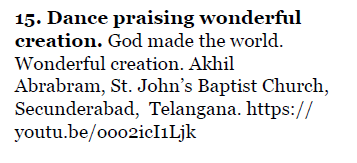 15. Dance praising wonderful
creation. God made the world.
Wonderful creation. Akhil
Abrabram, St. John’s Baptist Church,
Secunderabad, Telangana. https://
youtu.be/ooo2icI1Ljk